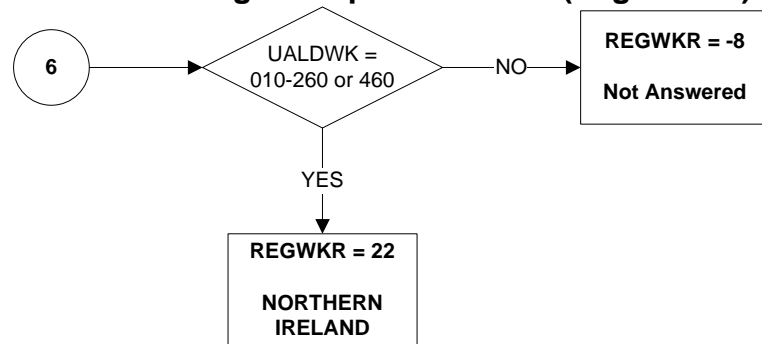 6
UALDWK =
010-260 or 460
NO
REGWKR = -8
Not Answered
YES
REGWKR = 22
NORTHERN
IRELAND